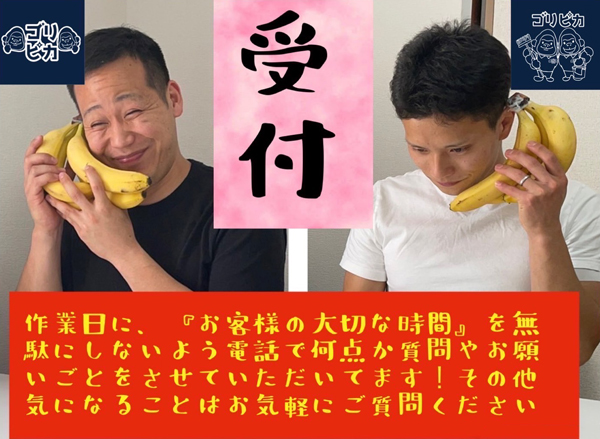 ゴリ
ピカ
ゴリピカ
受
付
作業日に、『お客様の大切な時間』を無
駄にしないよう電話で何点か質問やお願
いごとをさせていただいてます！その他
気になることはお気軽にご質問ください